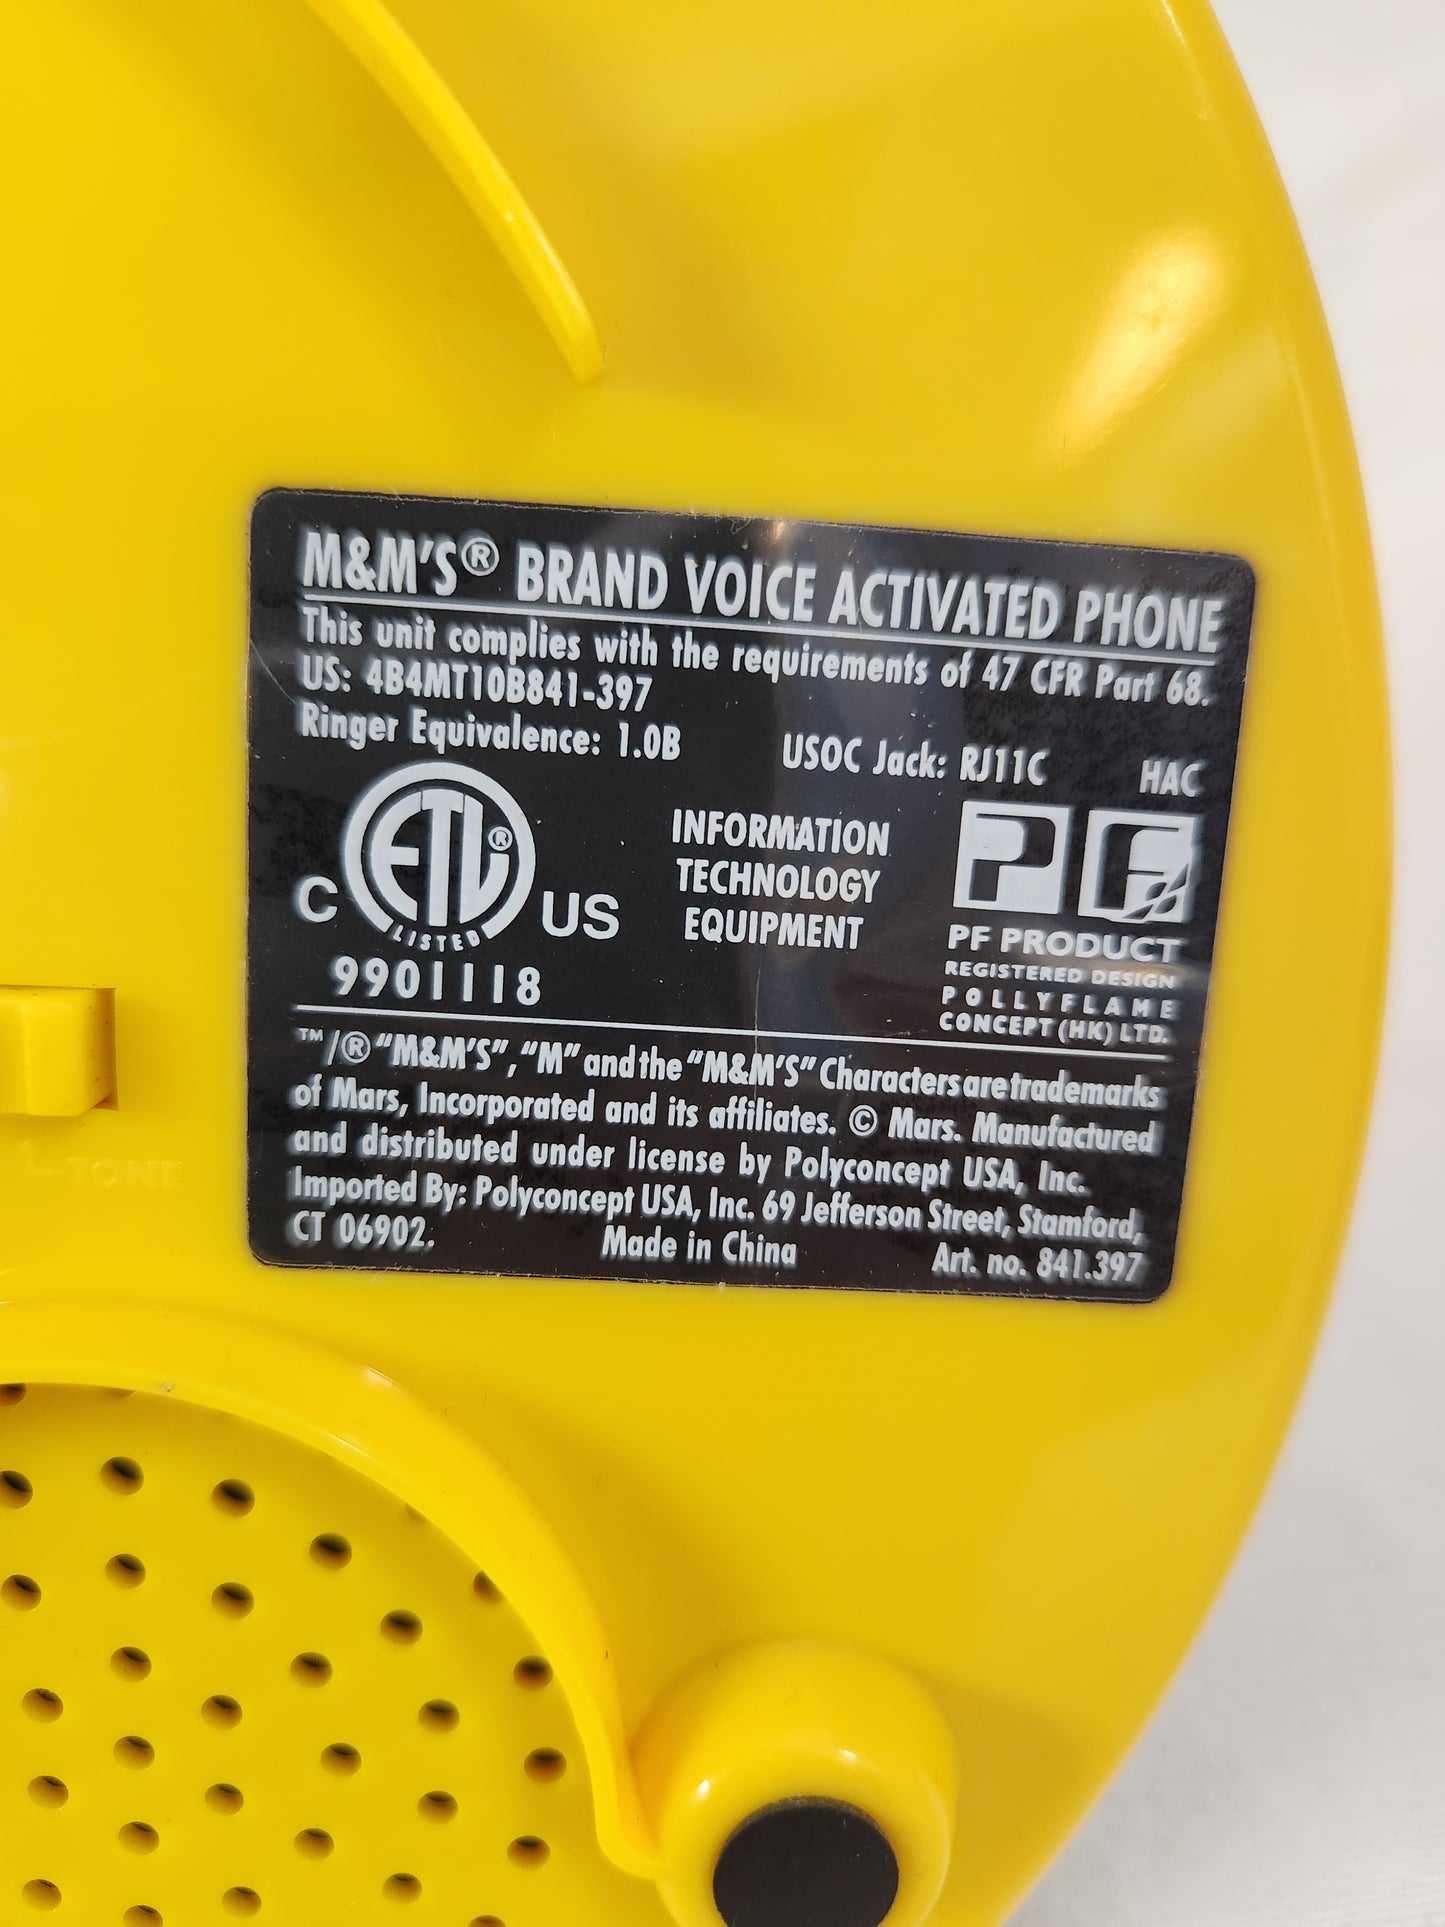 M&M'S® BRAND VOICE ACTIVATED PHONE
This unit complies with the requirements of 47 CFR Part 68.
US: 4B4MT10B841-397
Ringer Equivalence: 1.0B USOC Jack: RJ11C HAC
C ETL® LISTED US
9901118
INFORMATION
TECHNOLOGY
EQUIPMENT
PF
PF PRODUCT
REGISTERED DESIGN
POLLYFLAME
CONCEPT (HK) LTD.
™/® "M&M'S", "M" and the "M&M'S" Characters are trademarks
of Mars, Incorporated and its affiliates. © Mars. Manufactured
and distributed under license by Polyconcept USA, Inc.
Imported By: Polyconcept USA, Inc. 69 Jefferson Street, Stamford,
CT 06902. Made in China Art. no. 841.397
TONE